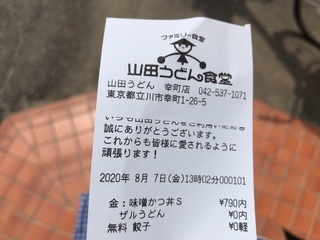 ファミリー食堂
山田うどん食堂
山田うどん 幸町店 042-537-1071
東京都立川市幸町1-26-5
いつも山田うどんをご利用いただき
誠にありがとうございます。
これからも皆様に愛されるように
頑張ります！
2020年 8月 7日(金)13時02分000101
金：味噌かつ丼Ｓ ¥790内
ザルうどん ¥0内
無料 餃子 ¥0軽